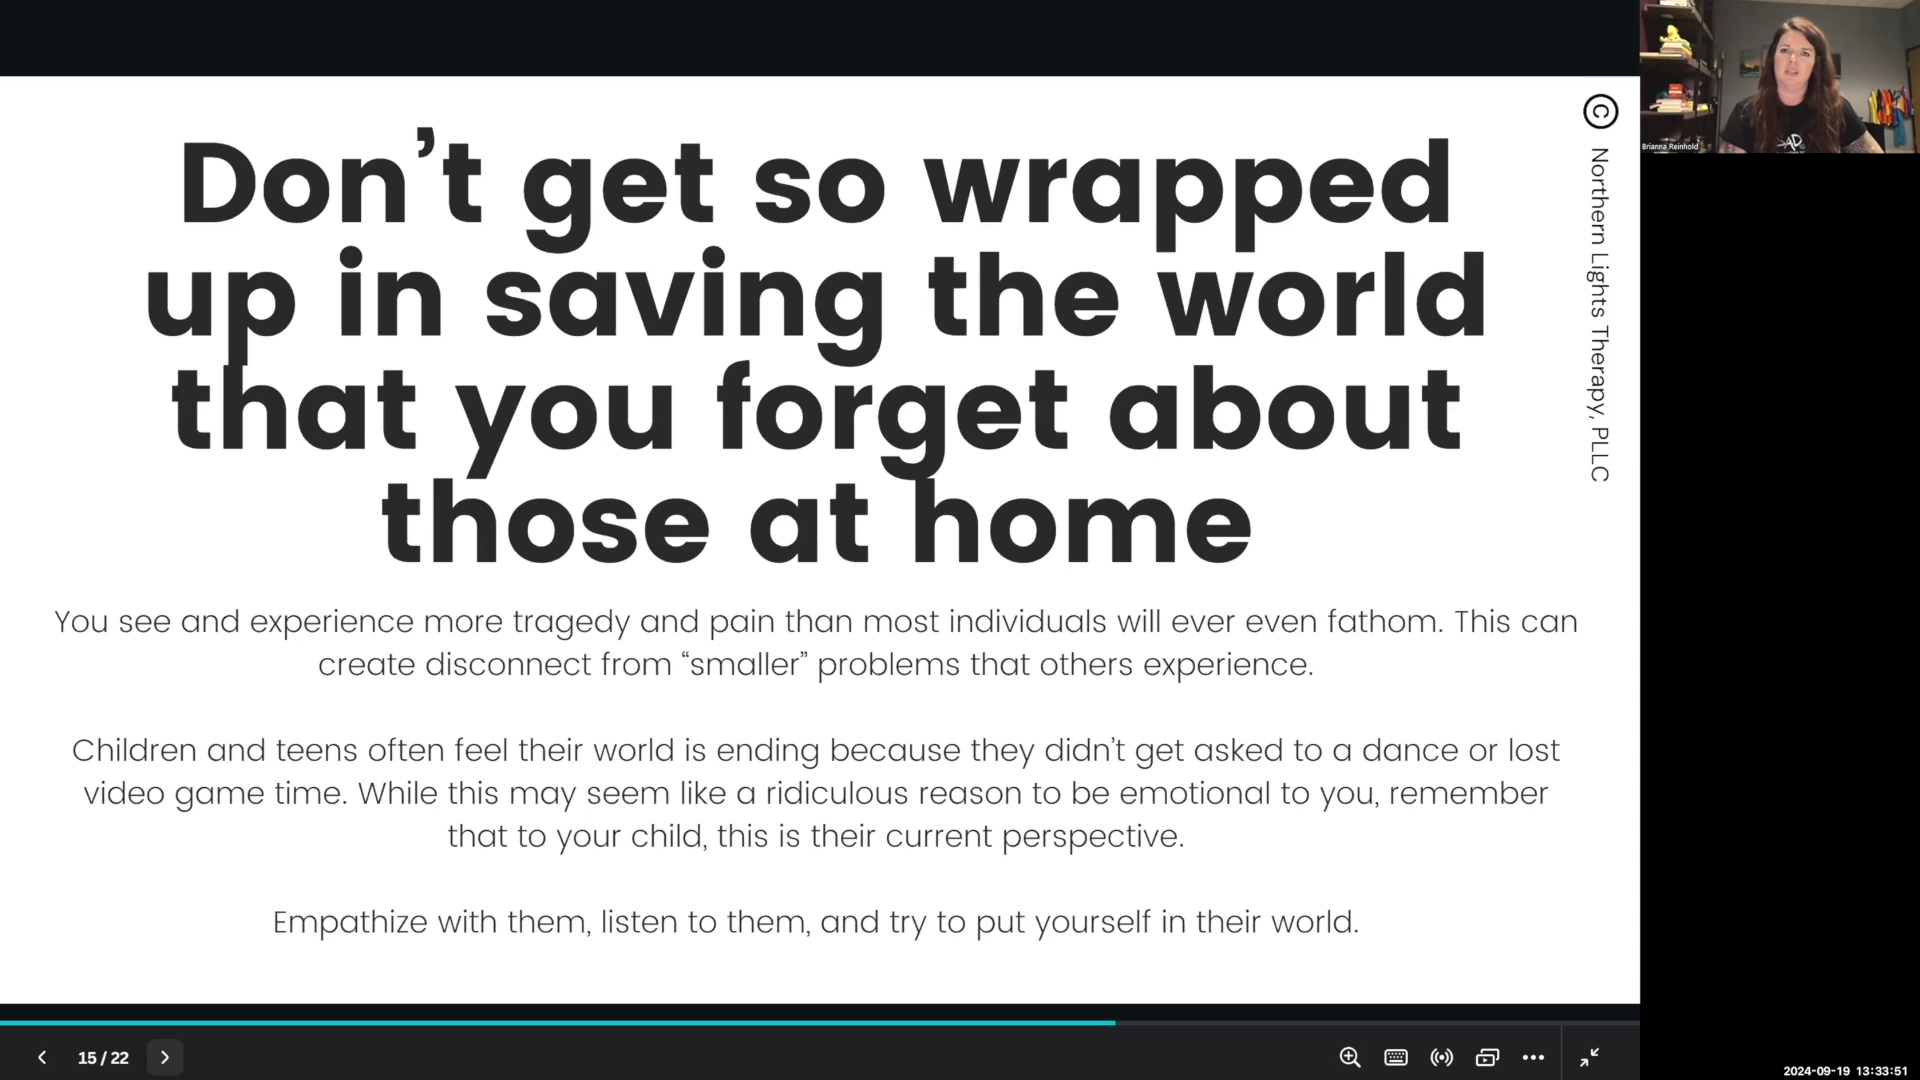 Don’t get so wrapped
up in saving the world
that you forget about
those at home
You see and experience more tragedy and pain than most individuals will ever even fathom. This can
create disconnect from “smaller” problems that others experience.
Children and teens often feel their world is ending because they didn’t get asked to a dance or lost
video game time. While this may seem like a ridiculous reason to be emotional to you, remember
that to your child, this is their current perspective.
Empathize with them, listen to them, and try to put yourself in their world.
© Northern Lights Therapy, PLLC
Brianna Reinhold
15 / 22
2024-09-19 13:33:51